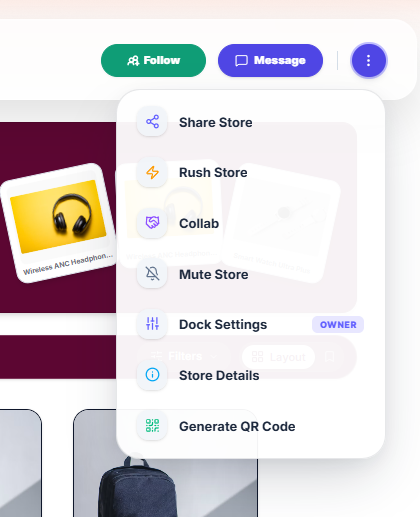 Follow
Message
Share Store
Rush Store
Collab
Wireless ANC Headphon...
Mute Store
Dock Settings
OWNER
Filters
Layout
Store Details
Generate QR Code